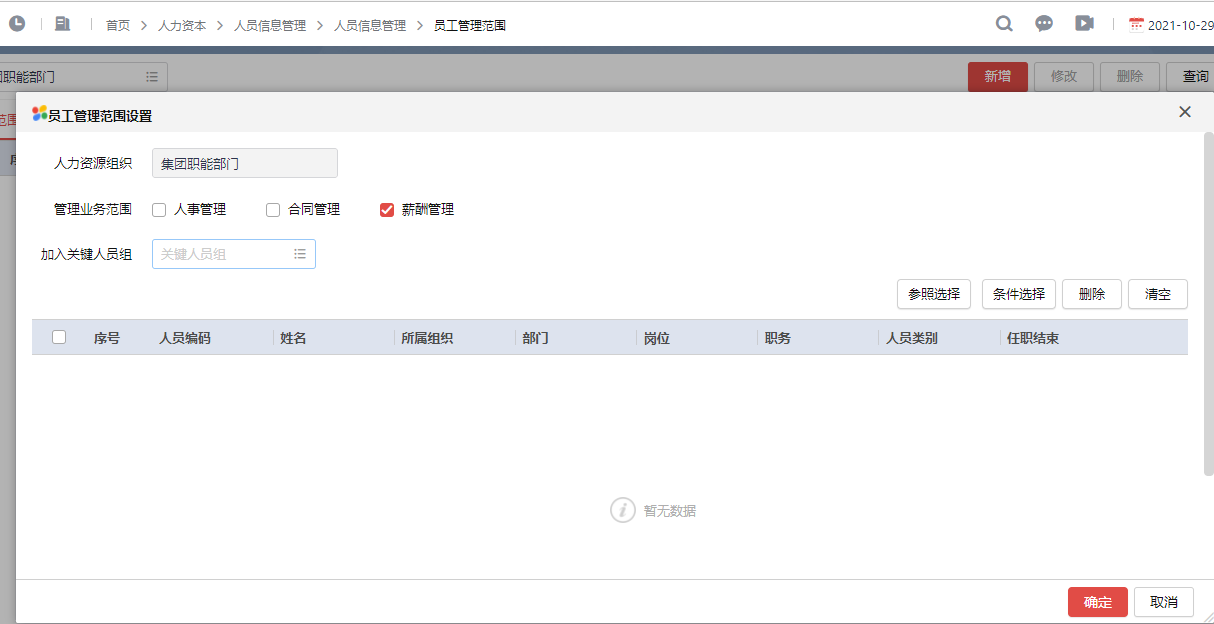 首页 > 人力资本 > 人员信息管理 > 人员信息管理 > 员工管理范围
2021-10-29
团职能部门
新增 修改 删除 查询
范围
员工管理范围设置
人力资源组织 集团职能部门
管理业务范围 人事管理 合同管理 薪酬管理
加入关键人员组 关键人员组
参照选择 条件选择 删除 清空
序号 人员编码 姓名 所属组织 部门 岗位 职务 人员类别 任职结束
暂无数据
确定 取消